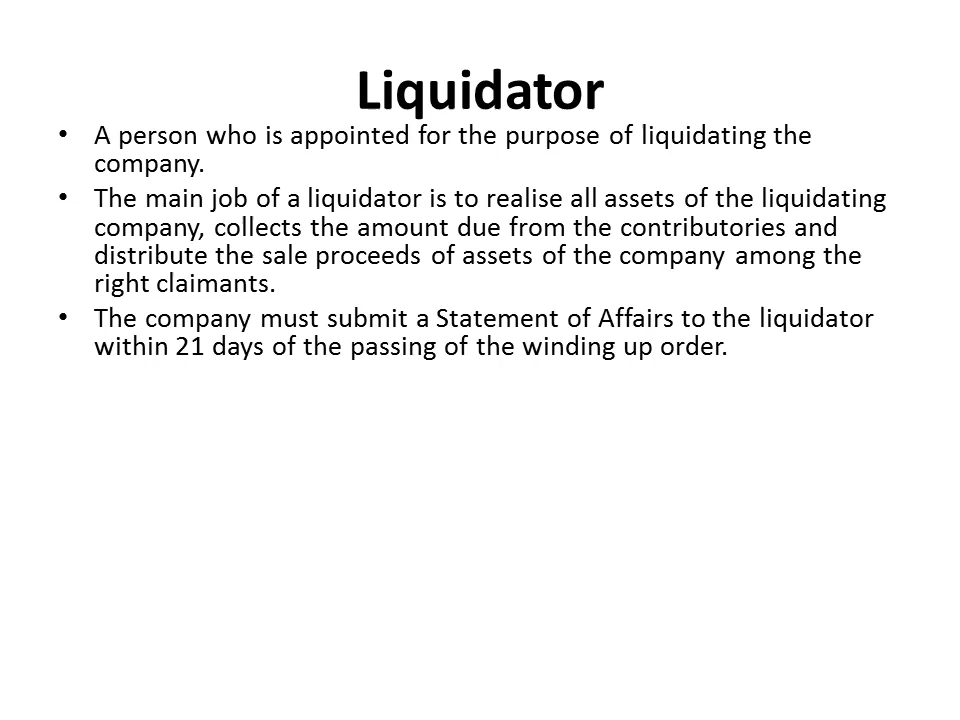 Liquidator
• A person who is appointed for the purpose of liquidating the
company.
• The main job of a liquidator is to realise all assets of the liquidating
company, collects the amount due from the contributories and
distribute the sale proceeds of assets of the company among the
right claimants.
• The company must submit a Statement of Affairs to the liquidator
within 21 days of the passing of the winding up order.